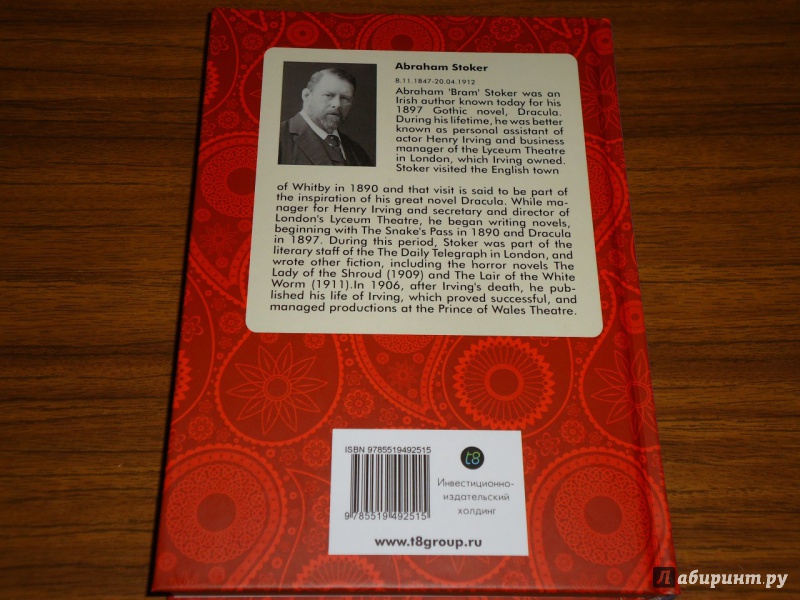 Abraham Stoker
8.11.1847-20.04.1912
Abraham 'Bram' Stoker was an
Irish author known today for his
1897 Gothic novel, Dracula.
During his lifetime, he was better
known as personal assistant of
actor Henry Irving and business
manager of the Lyceum Theatre
in London, which Irving owned.
Stoker visited the English town
of Whitby in 1890 and that visit is said to be part of
the inspiration of his great novel Dracula. While ma-
nager for Henry Irving and secretary and director of
London's Lyceum Theatre, he began writing novels,
beginning with The Snake's Pass in 1890 and Dracula
in 1897. During this period, Stoker was part of the
literary staff of the The Daily Telegraph in London, and
wrote other fiction, including the horror novels The
Lady of the Shroud (1909) and The Lair of the White
Worm (1911).In 1906, after Irving's death, he pub-
lished his life of Irving, which proved successful, and
managed productions at the Prince of Wales Theatre.
ISBN 9785519492515
9 785519 492515
t8
Инвестиционно-
издательский
холдинг
www.t8group.ru
Лабиринт.ру